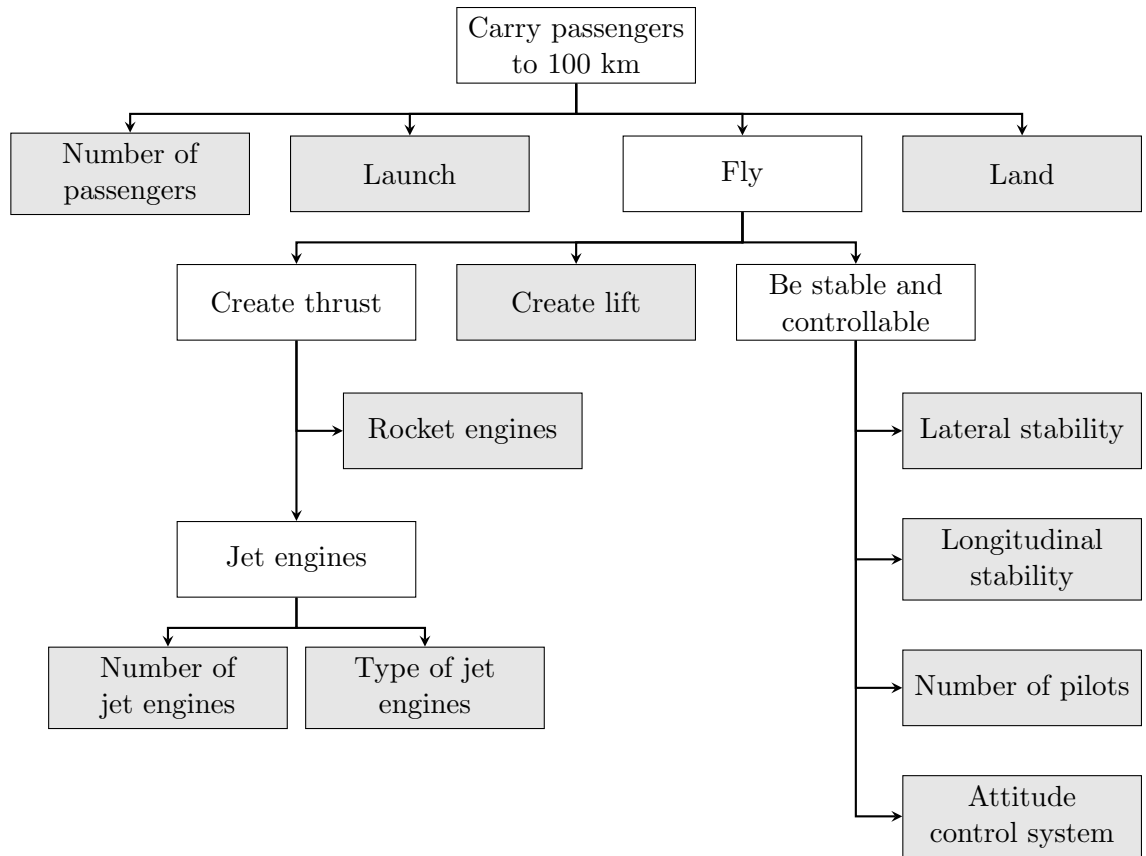 Carry passengers
to 100 km
Number of
passengers
Launch
Fly
Land
Create thrust
Create lift
Be stable and
controllable
Rocket engines
Lateral stability
Jet engines
Longitudinal
stability
Number of
jet engines
Type of jet
engines
Number of pilots
Attitude
control system